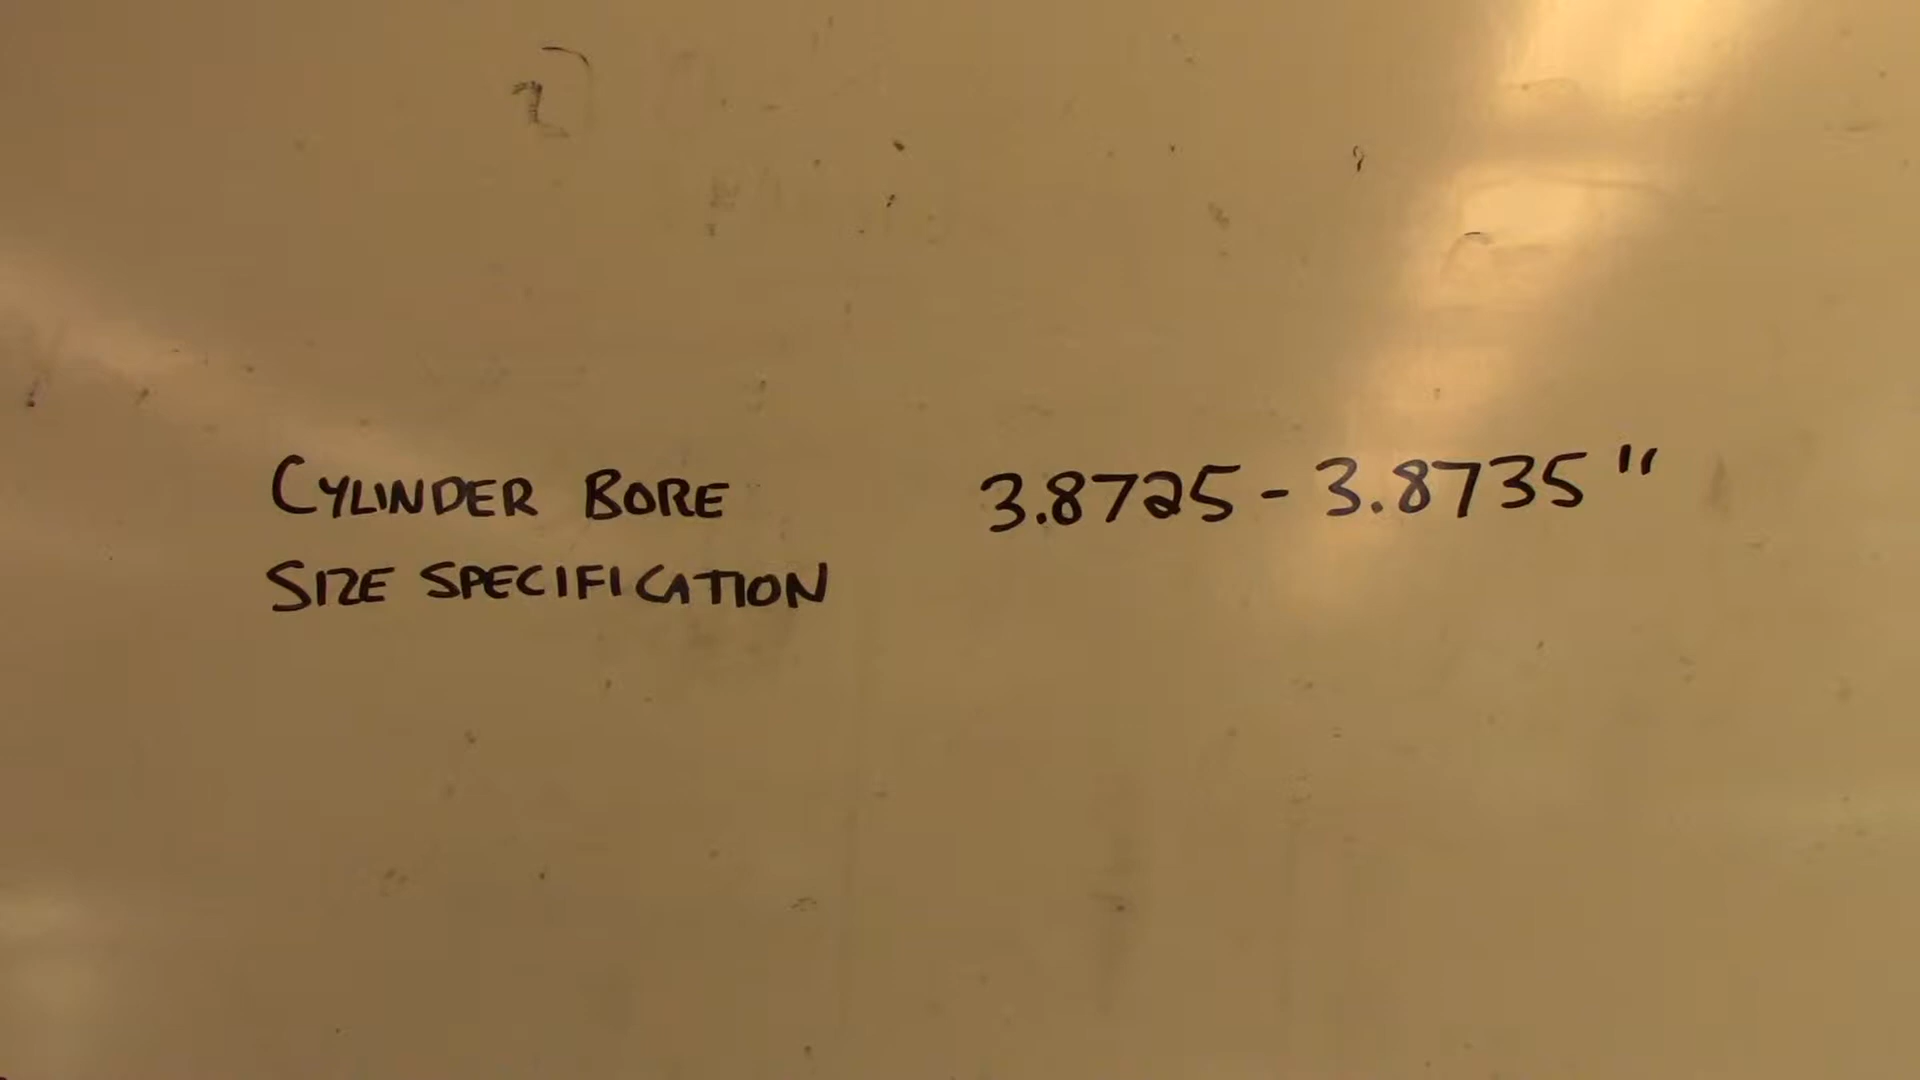 CYLINDER BORE 3.8725 - 3.8735"
SIZE SPECIFICATION